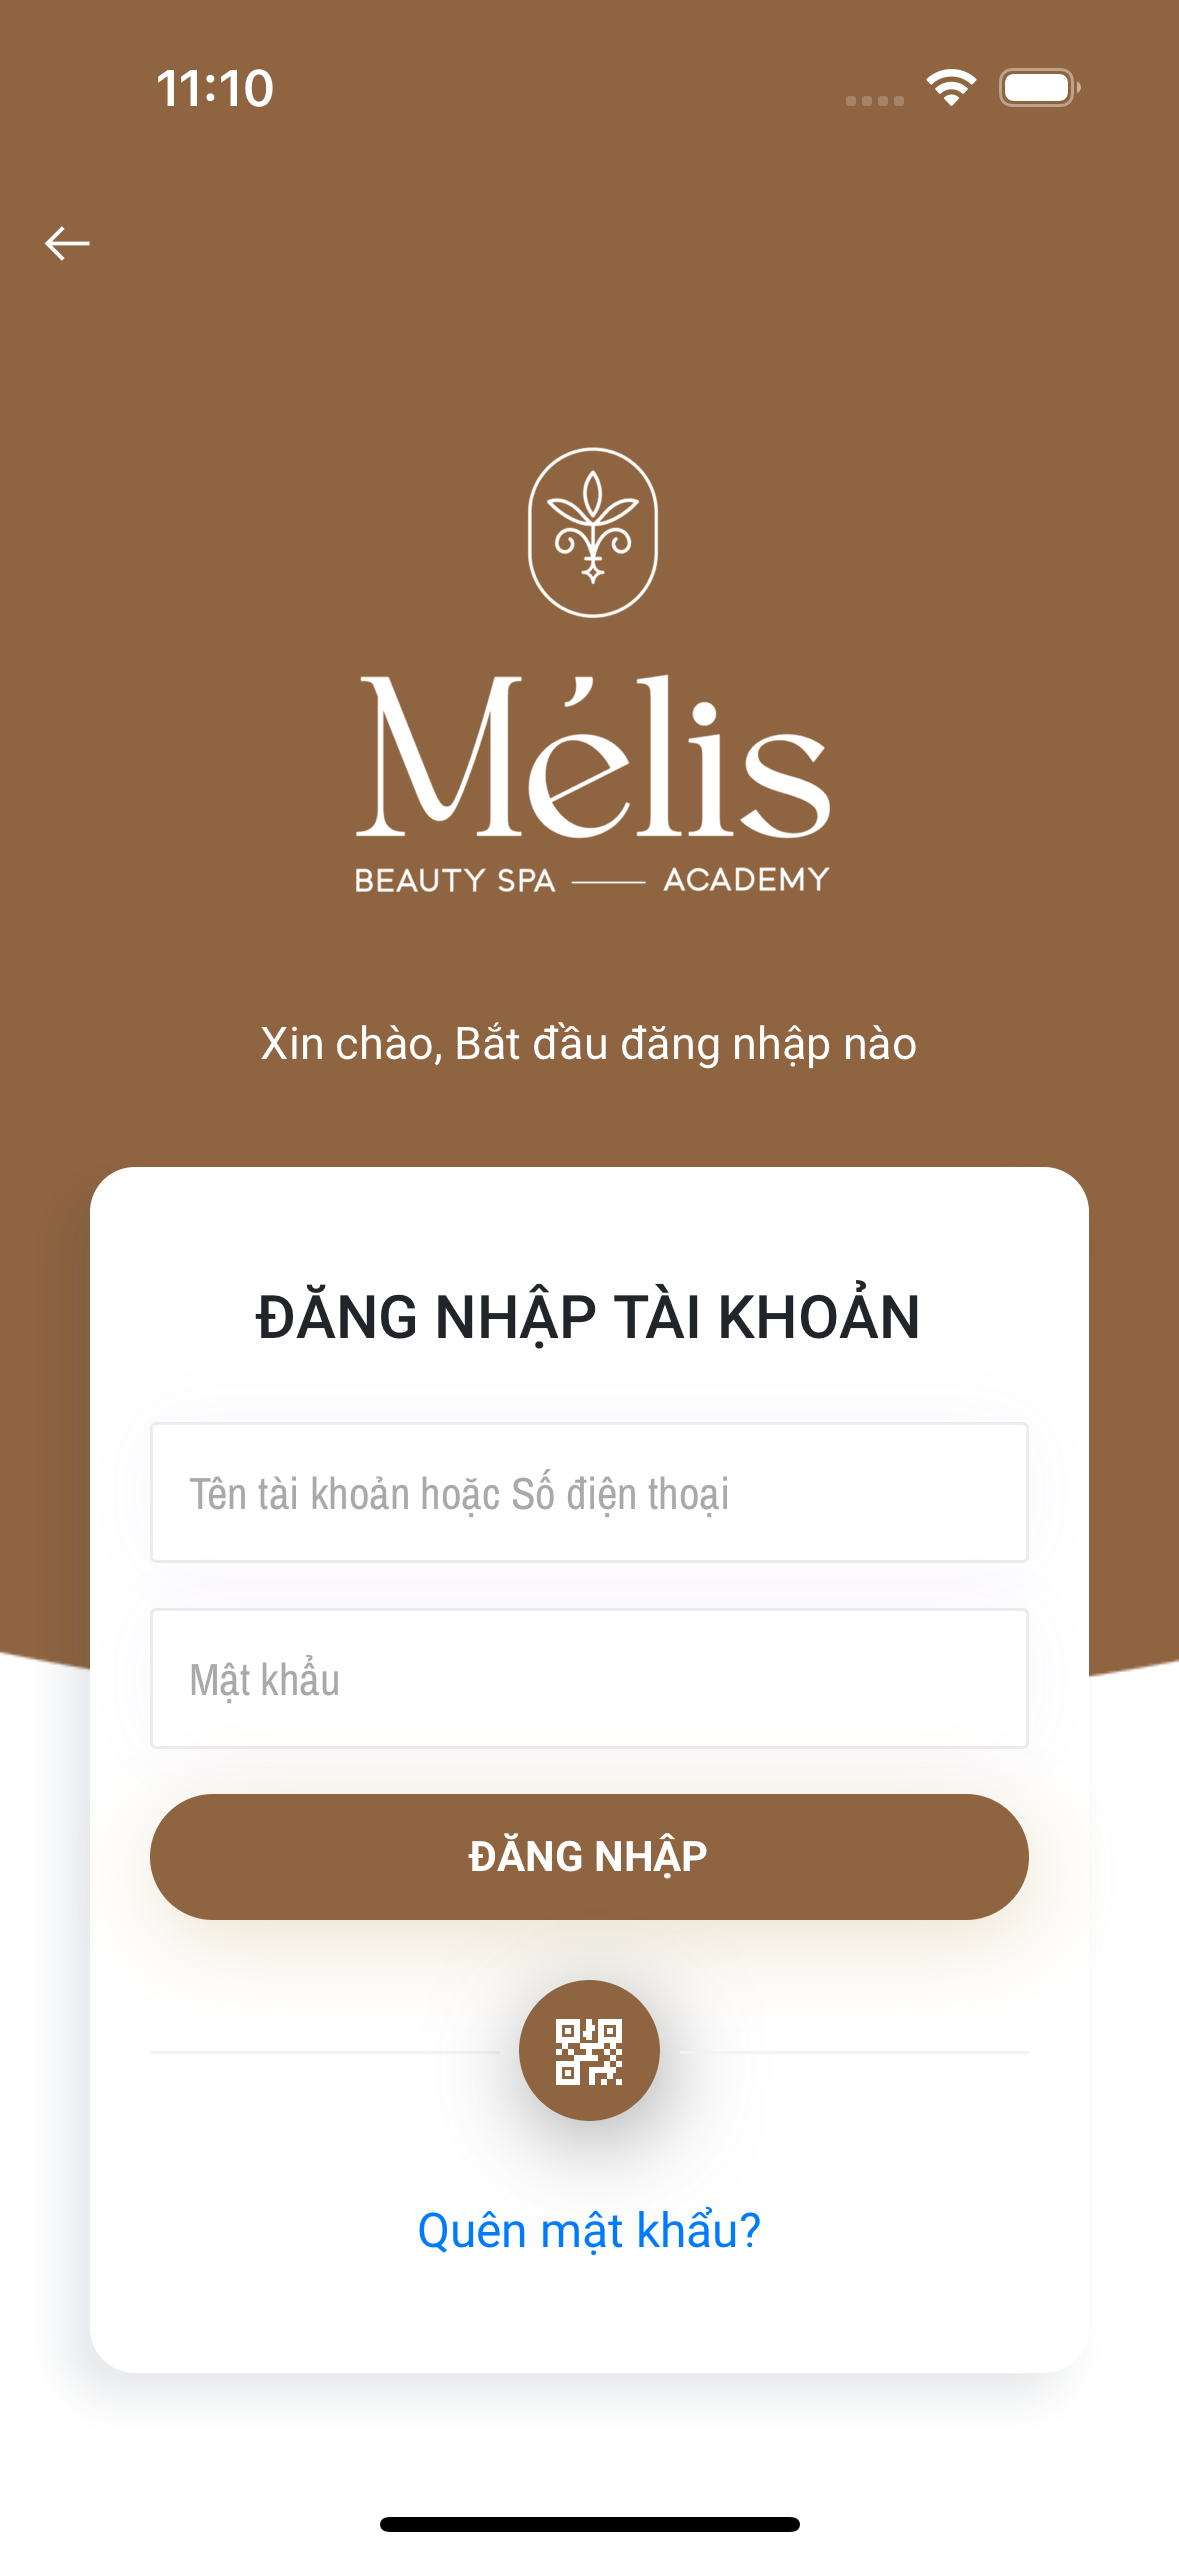 11:10
Mélis
BEAUTY SPA ACADEMY
Xin chào, Bắt đầu đăng nhập nào
ĐĂNG NHẬP TÀI KHOẢN
Tên tài khoản hoặc Số điện thoại
Mật khẩu
ĐĂNG NHẬP
Quên mật khẩu?